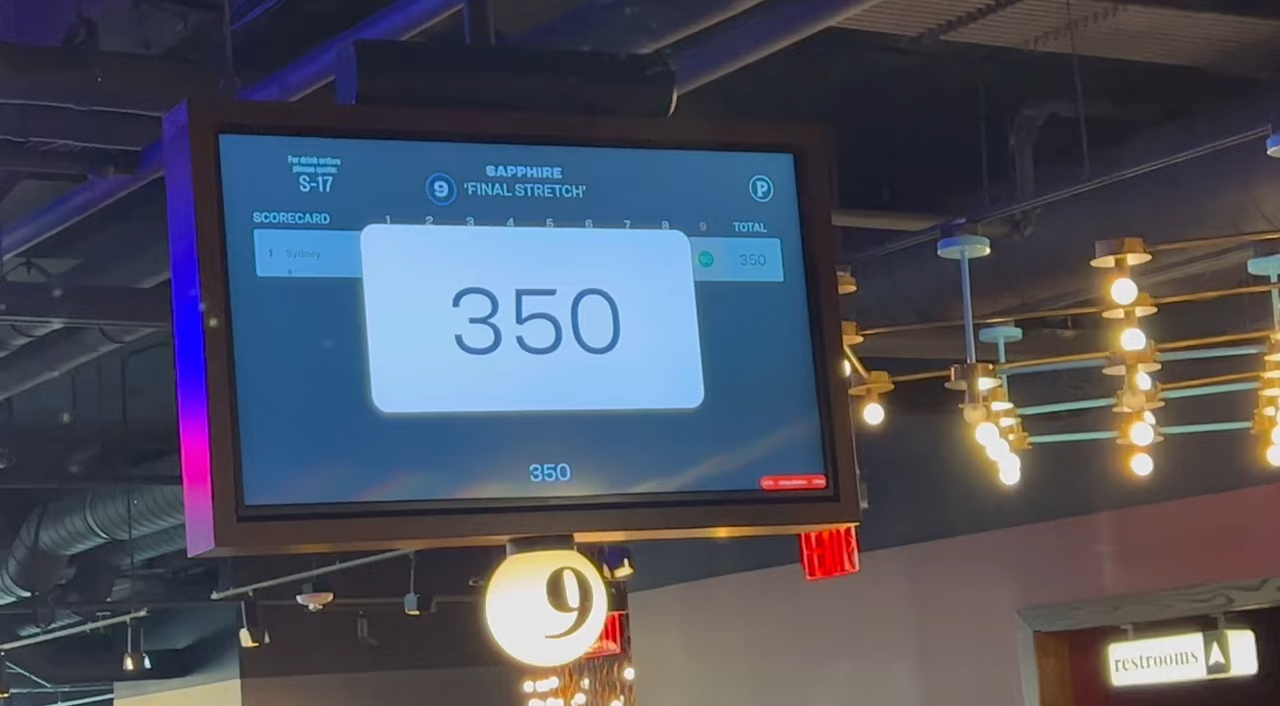 For drink orders
please quote:
S-17
9
SAPPHIRE
'FINAL STRETCH'
P
SCORECARD 1 2 3 4 5 6 7 8 9 TOTAL
1 Sydney 50 350
350
350
9
restrooms